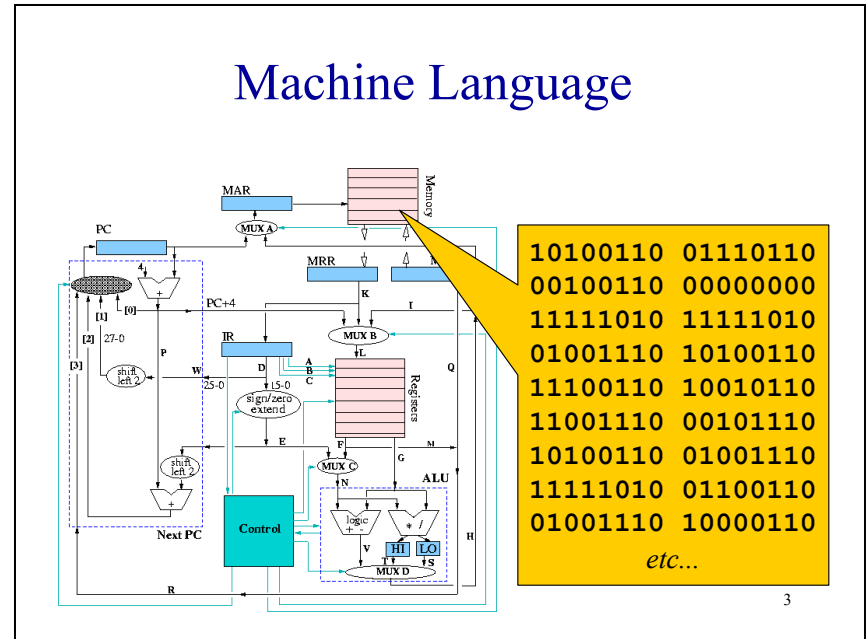 Machine Language
MAR
Memory
MUX A
PC
4
+
MRR
M
K
PC+4
I
[0]
[1]
[2]
27-0
[3]
P
MUX B
L
IR
A
B
C
D
W
25-0
15-0
shift
left 2
sign/zero
extend
Registers
Q
E
F
M
G
MUX C
N
ALU
shift
left 2
+
Next PC
Control
logic
+ -
* /
HI
LO
V
T
S
H
MUX D
R
10100110 01110110
00100110 00000000
11111010 11111010
01001110 10100110
11100110 10010110
11001110 00101110
10100110 01001110
11111010 01100110
01001110 10000110
etc...
3